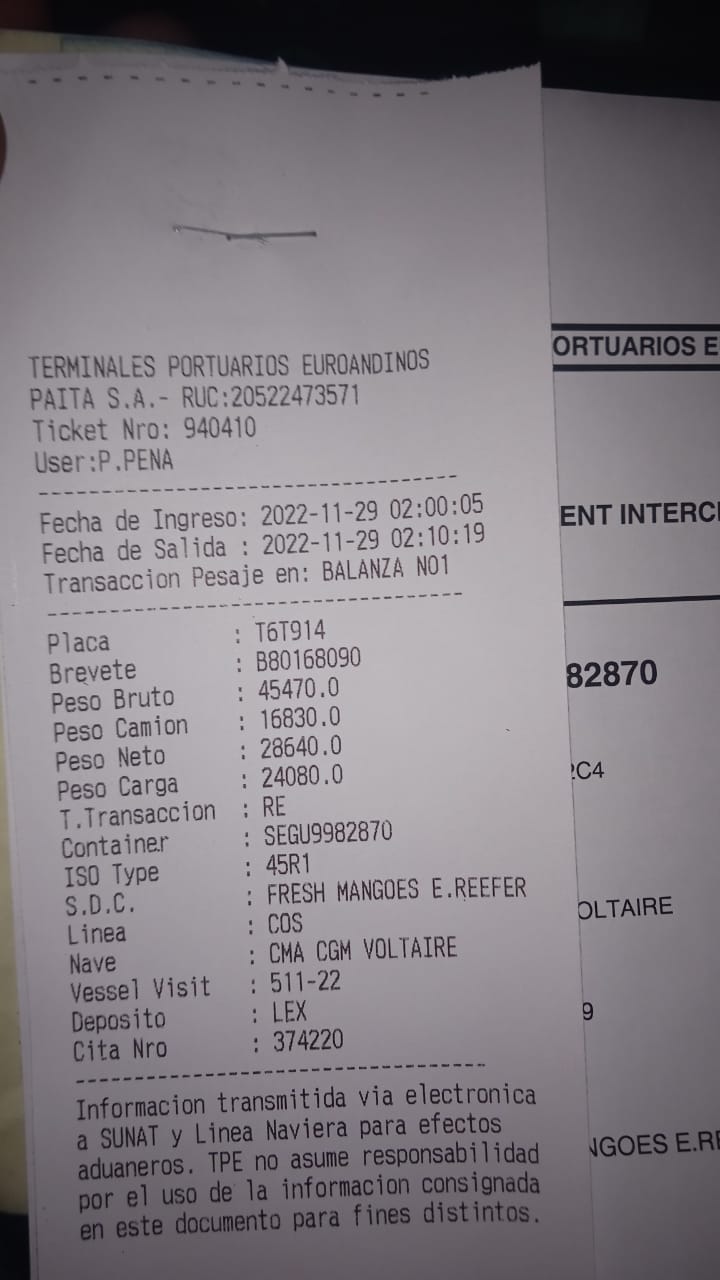 TERMINALES PORTUARIOS EUROANDINOS
PAITA S.A.- RUC:20522473571
Ticket Nro: 940410
User:P.PENA
Fecha de Ingreso: 2022-11-29 02:00:05
Fecha de Salida : 2022-11-29 02:10:19
Transaccion Pesaje en: BALANZA NO1
Placa : T6T914
Brevete : B80168090
Peso Bruto : 45470.0
Peso Camion : 16830.0
Peso Neto : 28640.0
Peso Carga : 24080.0
T.Transaccion : RE
Container : SEGU9982870
ISO Type : 45R1
S.D.C. : FRESH MANGOES E.REEFER
Linea : COS
Nave : CMA CGM VOLTAIRE
Vessel Visit : 511-22
Deposito : LEX
Cita Nro : 374220
Informacion transmitida via electronica
a SUNAT y Linea Naviera para efectos
aduaneros. TPE no asume responsabilidad
por el uso de la informacion consignada
en este documento para fines distintos.
ORTUARIOS E
ENT INTERC
82870
C4
OLTAIRE
9
NGOES E.RE